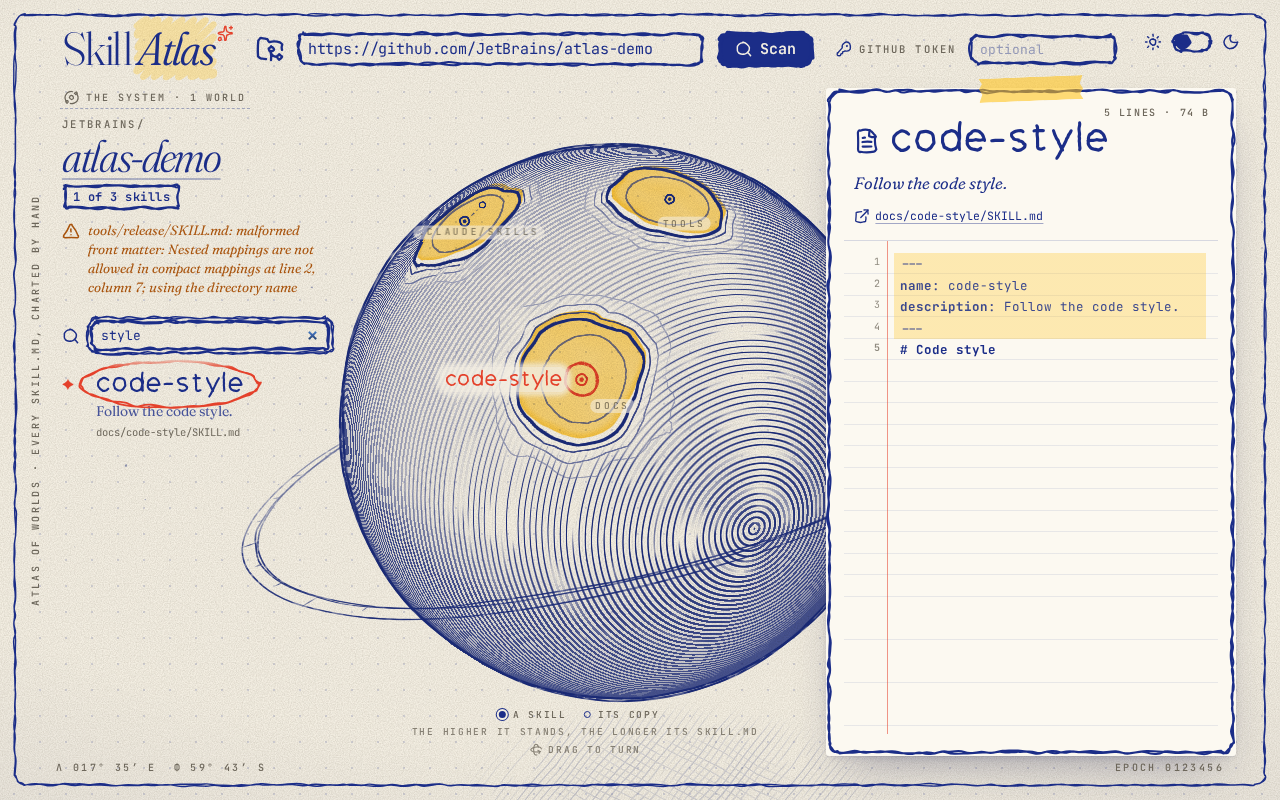 Skill Atlas
https://github.com/JetBrains/atlas-demo
Scan
GITHUB TOKEN
optional
THE SYSTEM · 1 WORLD
JETBRAINS/
atlas-demo
1 of 3 skills
tools/release/SKILL.md: malformed
front matter: Nested mappings are not
allowed in compact mappings at line 2,
column 7; using the directory name
style
code-style
Follow the code style.
docs/code-style/SKILL.md
ATLAS OF WORLDS · EVERY SKILL.MD, CHARTED BY HAND
CLAUDE/SKILLS
TOOLS
code-style
DOCS
A SKILL
ITS COPY
THE HIGHER IT STANDS, THE LONGER ITS SKILL.MD
DRAG TO TURN
5 LINES · 74 B
code-style
Follow the code style.
docs/code-style/SKILL.md
1 ---
2 name: code-style
3 description: Follow the code style.
4 ---
5 # Code style
Λ 017° 35′ E Φ 59° 43′ S
EPOCH 0123456